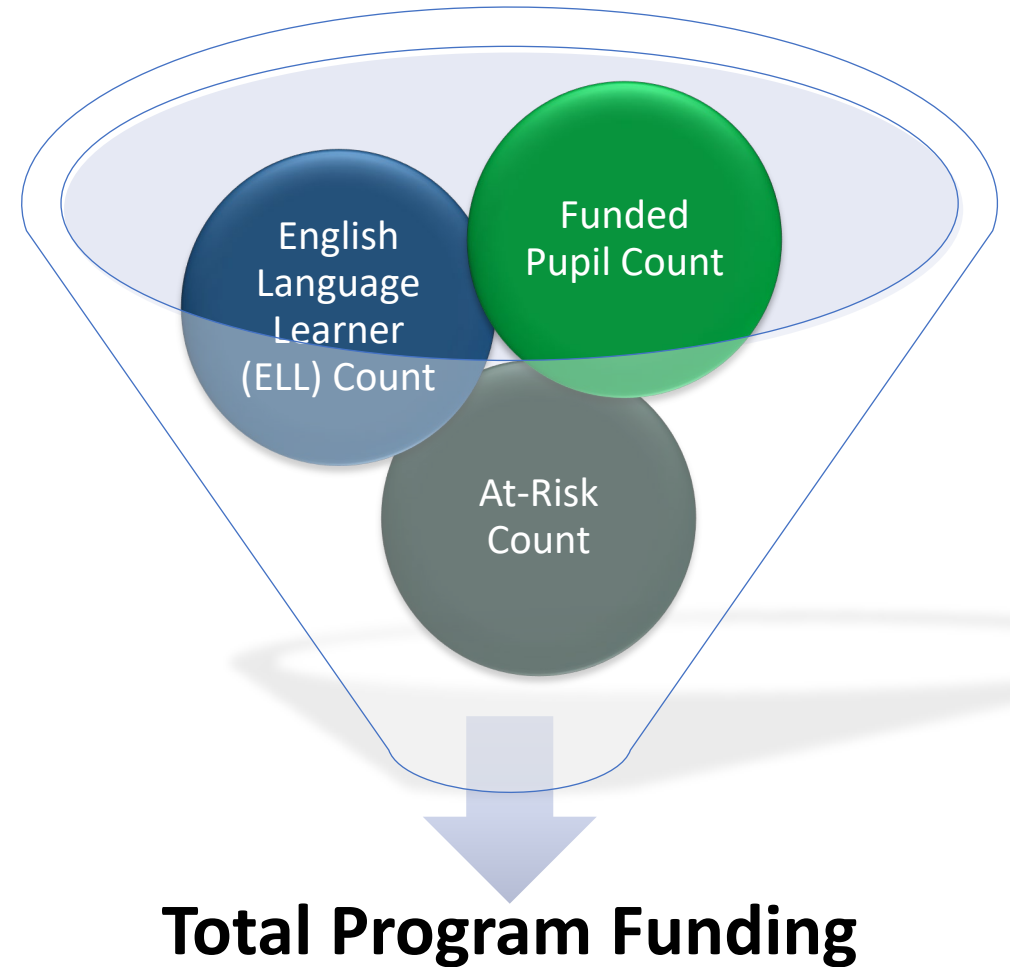 English
Language
Learner
(ELL) Count
Funded
Pupil Count
At-Risk
Count
Total Program Funding